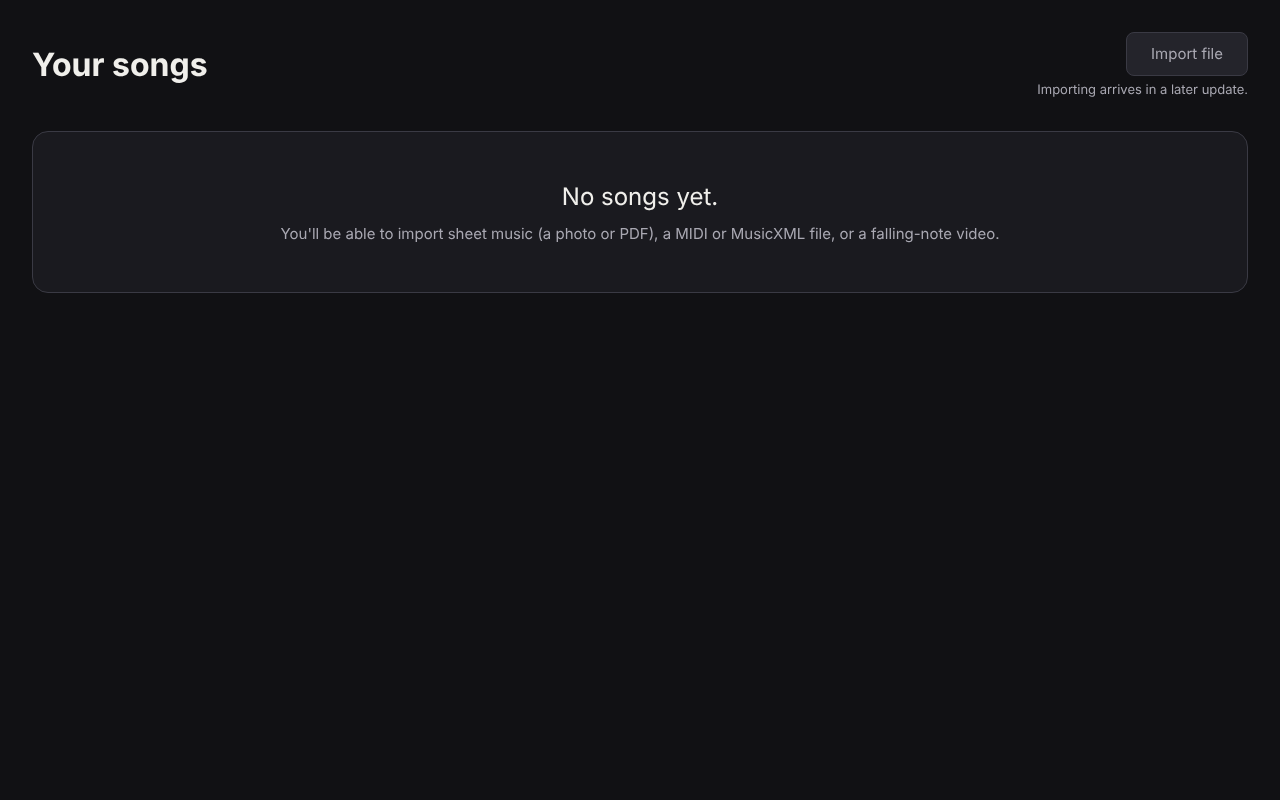 Your songs
Import file
Importing arrives in a later update.
No songs yet.
You'll be able to import sheet music (a photo or PDF), a MIDI or MusicXML file, or a falling-note video.